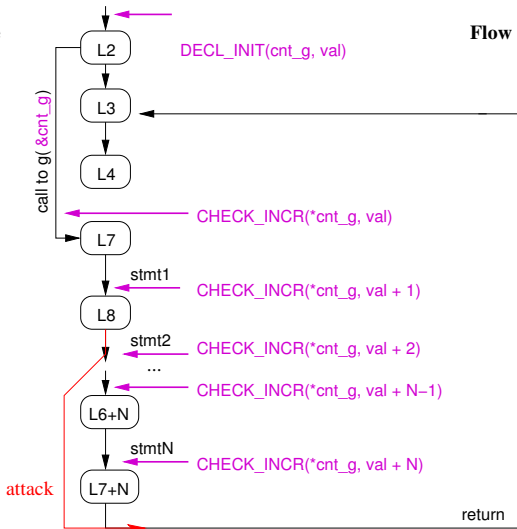 Flow
L2
DECL_INIT(cnt_g, val)
call to g( &cnt_g)
L3
L4
CHECK_INCR(*cnt_g, val)
L7
stmt1
CHECK_INCR(*cnt_g, val + 1)
L8
stmt2
CHECK_INCR(*cnt_g, val + 2)
...
CHECK_INCR(*cnt_g, val + N−1)
L6+N
stmtN
CHECK_INCR(*cnt_g, val + N)
attack
L7+N
return